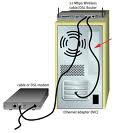 11 Mbps Wireless
cable/DSL Router
cable or DSL modem
Ethernet adapter (NIC)